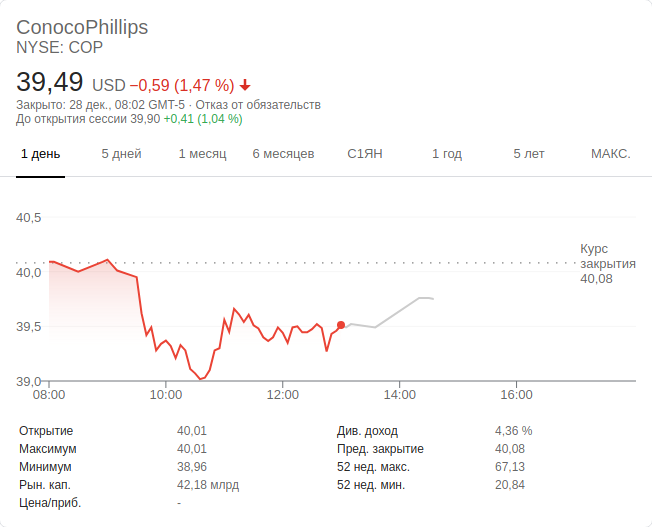 ConocoPhillips
NYSE: COP
39,49 USD −0,59 (1,47 %)
Закрыто: 28 дек., 08:02 GMT-5 · Отказ от обязательств
До открытия сессии 39,90 +0,41 (1,04 %)
1 день 5 дней 1 месяц 6 месяцев С1ЯН 1 год 5 лет МАКС.
40,5
Курс
закрытия
40,08
40,0
39,5
39,0
08:00 10:00 12:00 14:00 16:00
Открытие 40,01 Див. доход 4,36 %
Максимум 40,01 Пред. закрытие 40,08
Минимум 38,96 52 нед. макс. 67,13
Рын. кап. 42,18 млрд 52 нед. мин. 20,84
Цена/приб. -